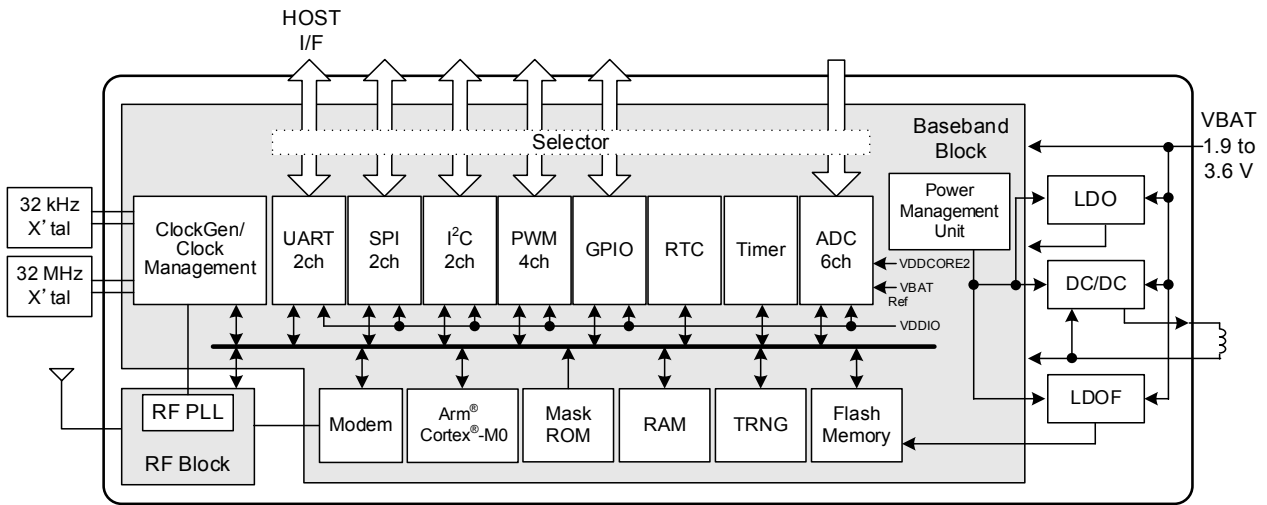 HOST
I/F
Selector
Baseband
Block
VBAT
1.9 to
3.6 V
32 kHz
X'tal
32 MHz
X'tal
ClockGen/
Clock
Management
UART
2ch
SPI
2ch
I²C
2ch
PWM
4ch
GPIO
RTC
Timer
ADC
6ch
Power
Management
Unit
LDO
DC/DC
LDOF
VDDCORE2
VBAT
Ref
VDDIO
RF PLL
RF Block
Modem
Arm®
Cortex®-M0
Mask
ROM
RAM
TRNG
Flash
Memory